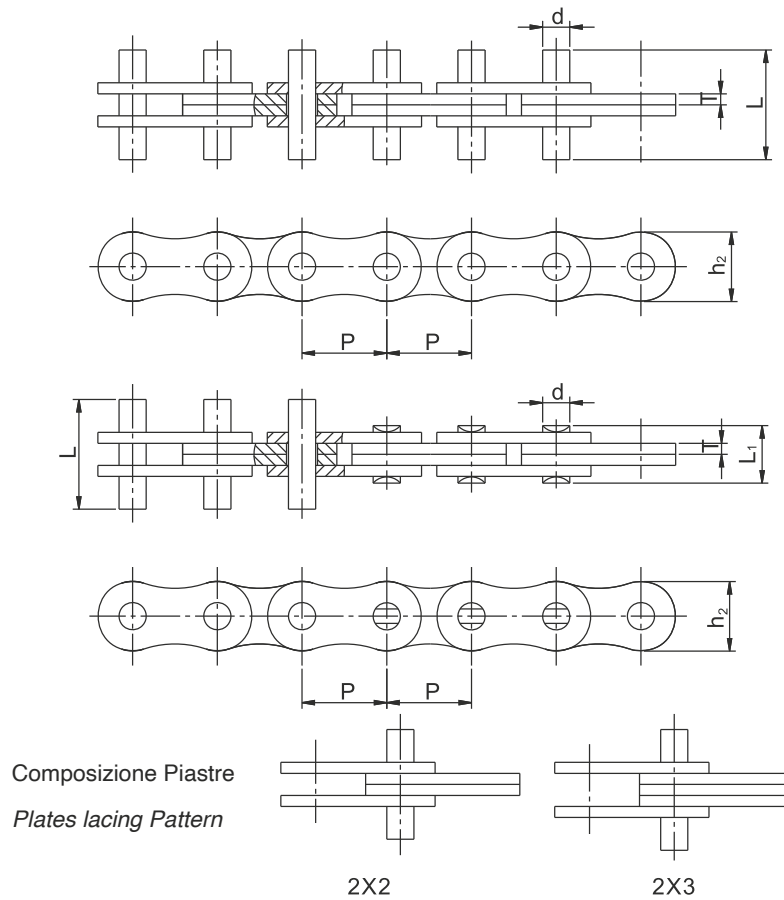 d
T
L
h₂
P P
d
L
T
L₁
h₂
P P
Composizione Piastre
Plates lacing Pattern
2X2 2X3